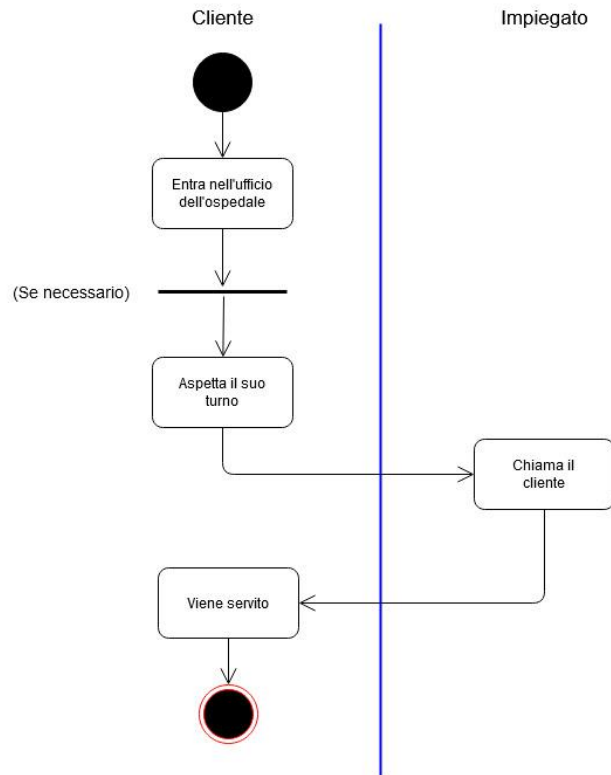 Cliente
Impiegato
Entra nell'ufficio
dell'ospedale
(Se necessario)
Aspetta il suo
turno
Chiama il
cliente
Viene servito